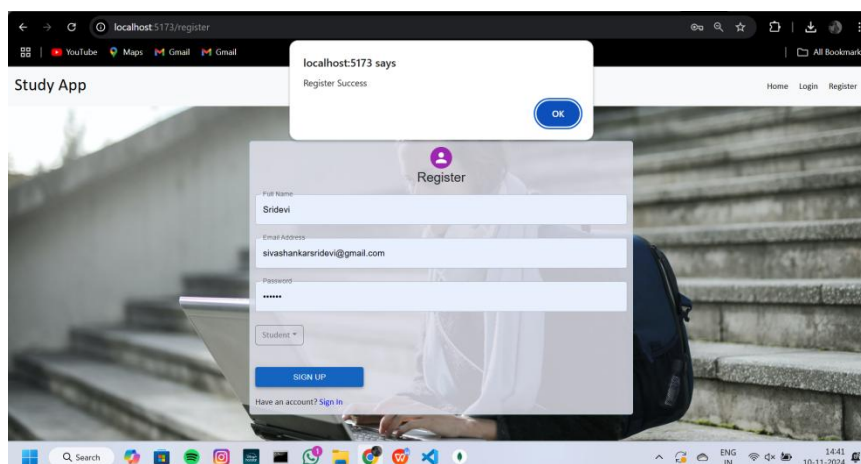 localhost:5173/register
YouTube Maps Gmail Gmail All Bookmark
localhost:5173 says
Register Success
OK
Study App Home Login Register
Register
Full Name
Sridevi
Email Address
sivashankarsridevi@gmail.com
Password
••••••
Student
SIGN UP
Have an account? Sign In
Search ENG 14:41
IN 10-11-2024